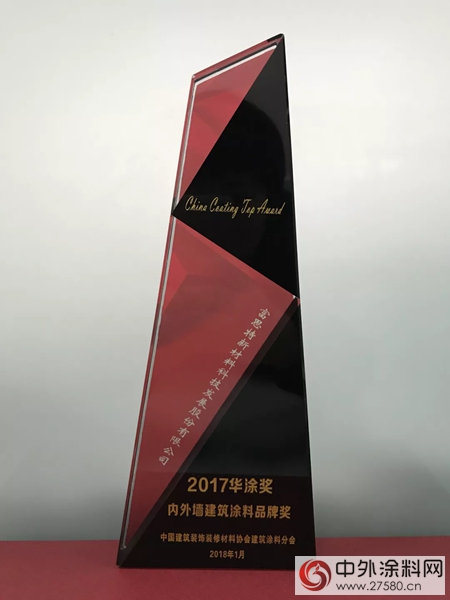 China Coating Top Award
富思特新材料科技发展股份有限公司
2017华涂奖
内外墙建筑涂料品牌奖
中国建筑装饰装修材料协会建筑涂料分会
2018年1月
中外涂料网
www.27580.cn